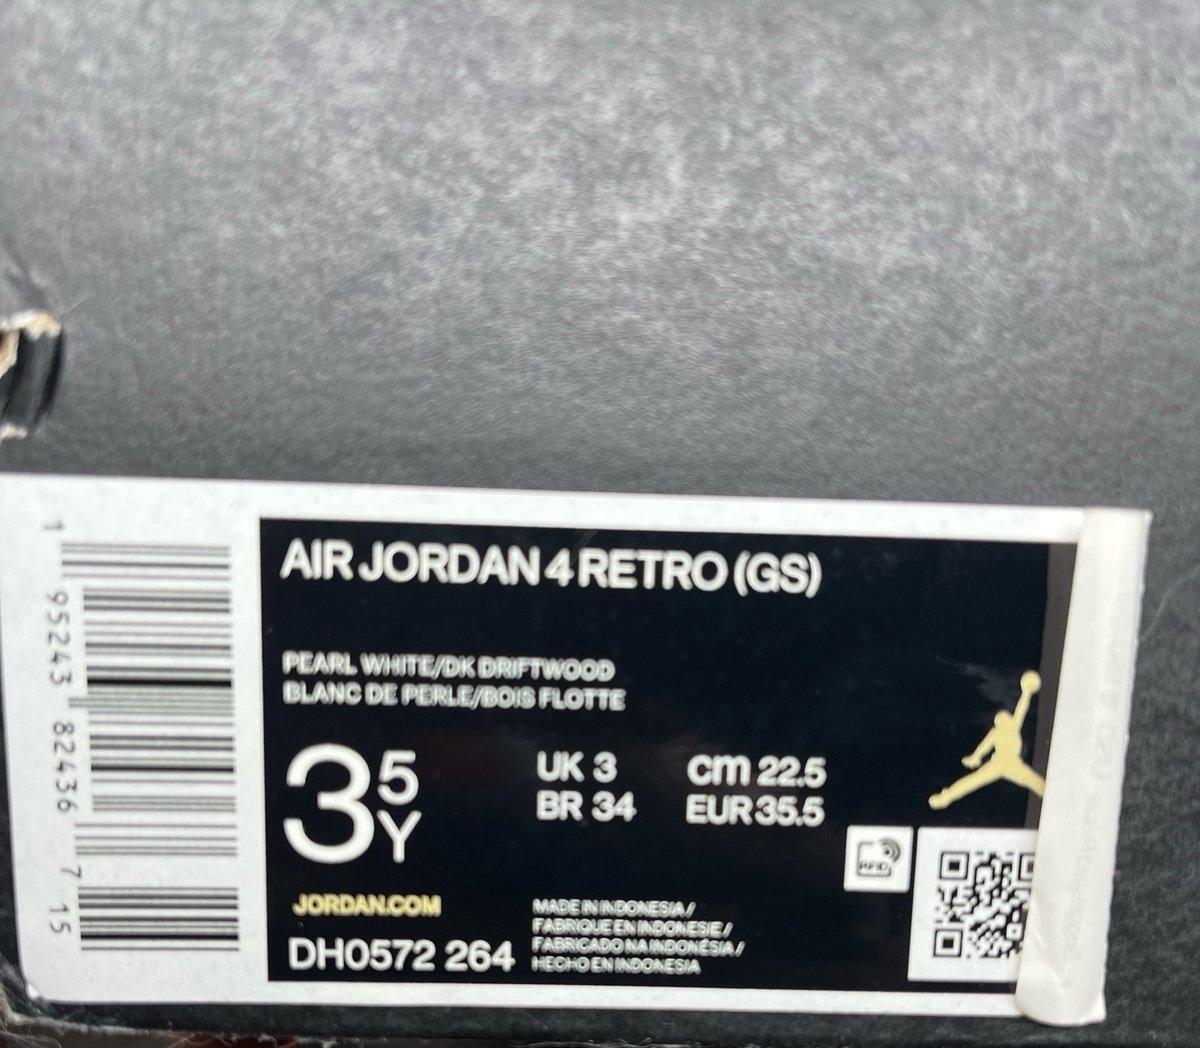 AIR JORDAN 4 RETRO (GS)
PEARL WHITE/DK DRIFTWOOD
BLANC DE PERLE/BOIS FLOTTE
3 5 Y
UK 3 cm 22.5
BR 34 EUR 35.5
RFID
JORDAN.COM
DH0572 264
MADE IN INDONESIA/
FABRIQUE EN INDONESIE/
FABRICADO NA INDONÉSIA/
HECHO EN INDONESIA
1 95243 82436 7 15